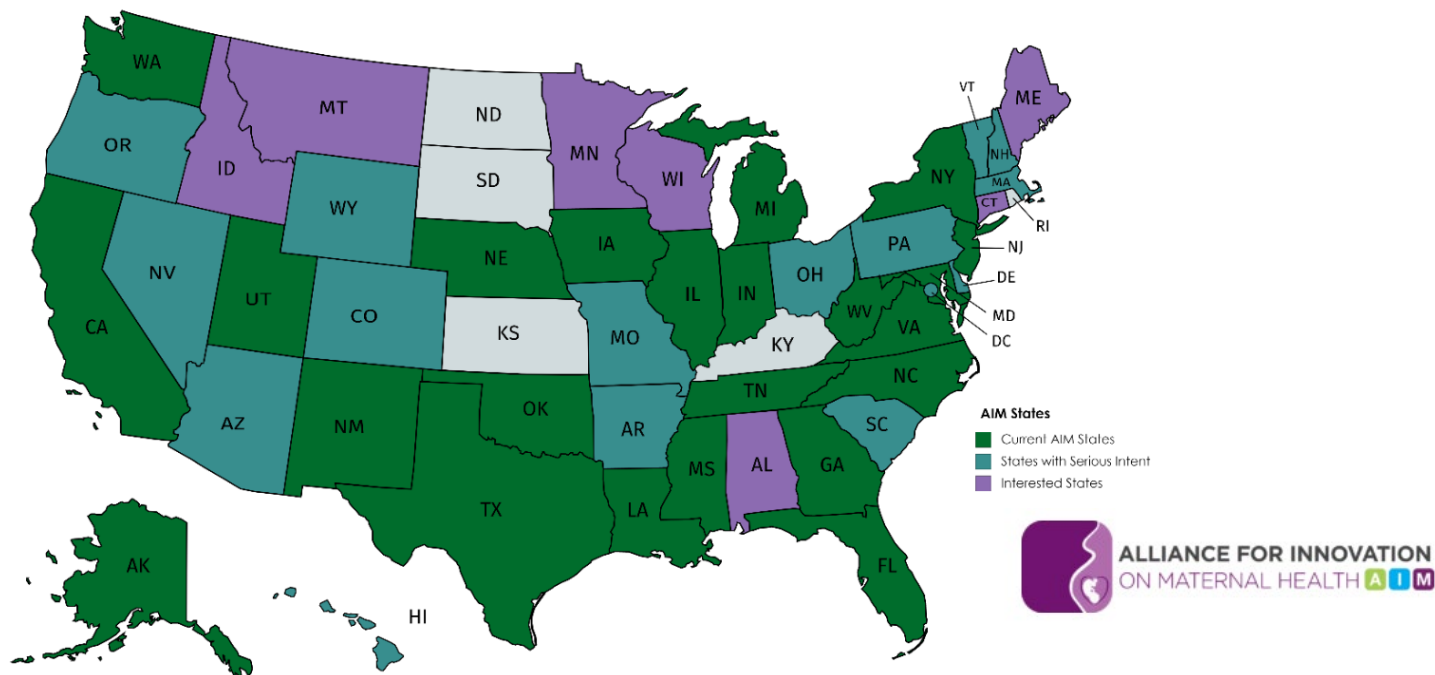 WA
MT
ND
VT
ME
OR
ID
MN
NH
SD
WI
MA
WY
NY
CT
MI
RI
IA
PA
NJ
NE
NV
OH
DE
UT
IL
IN
CO
WV
MD
CA
KS
MO
VA
DC
KY
NC
TN
OK
AZ
NM
AR
SC
MS
AL
GA
TX
LA
AK
FL
HI
AIM States
Current AIM States
States with Serious Intent
Interested States
ALLIANCE FOR INNOVATION
ON MATERNAL HEALTH AIM